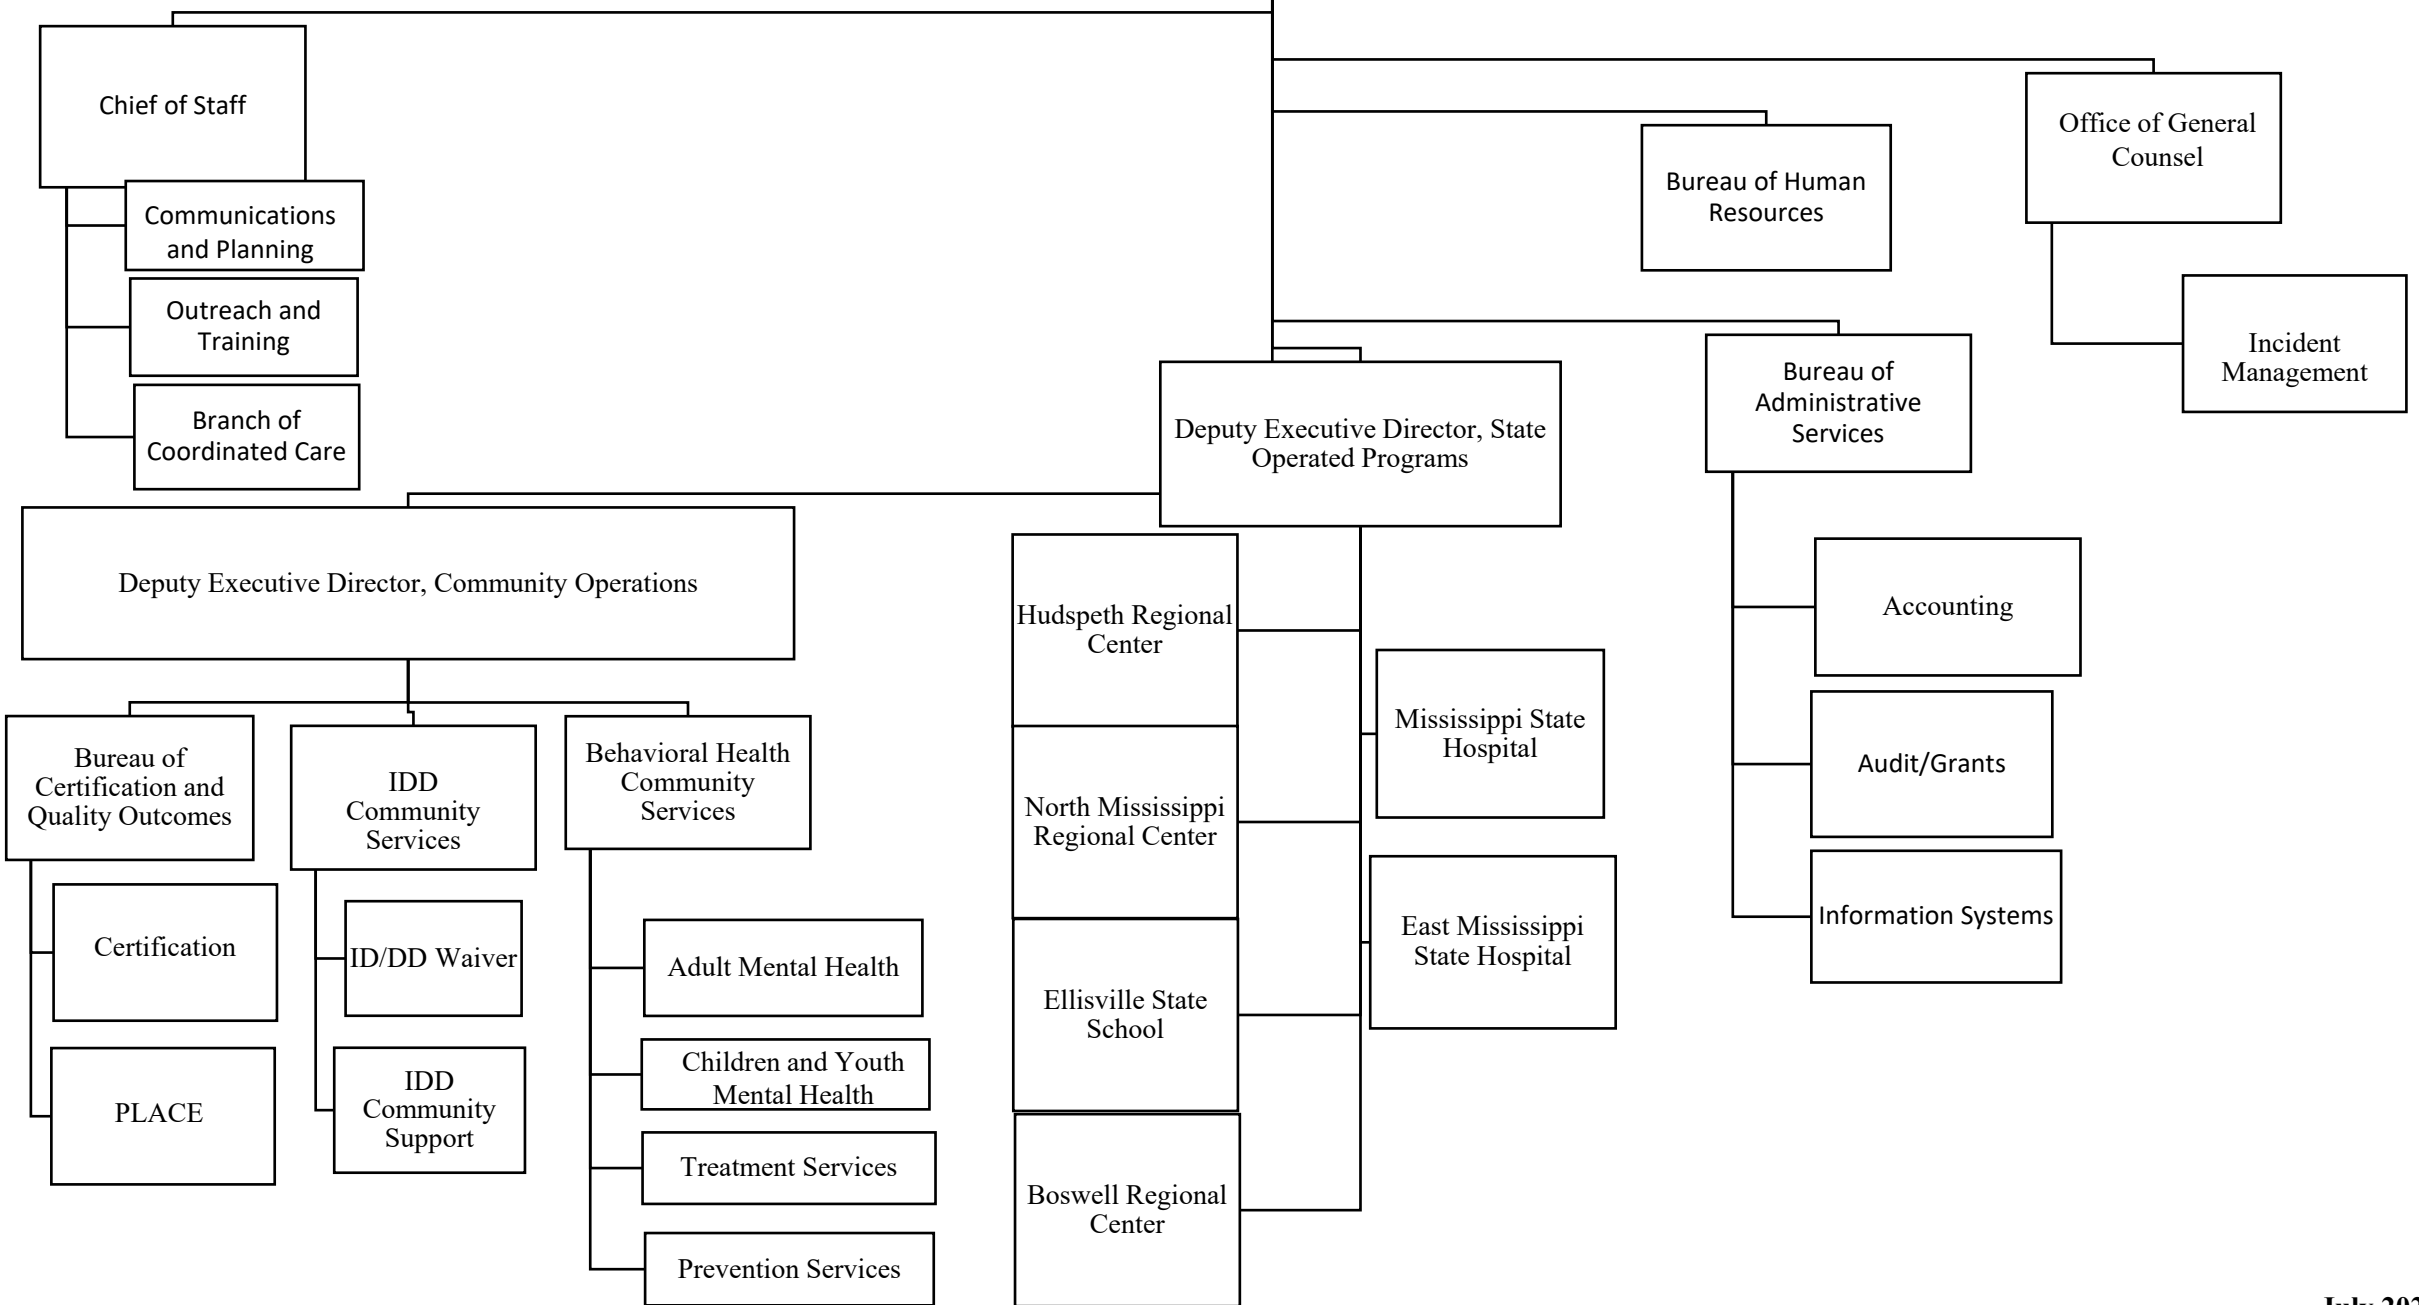 Chief of Staff
Communications
and Planning
Outreach and
Training
Branch of
Coordinated Care
Office of General
Counsel
Incident
Management
Bureau of Human
Resources
Bureau of
Administrative
Services
Accounting
Audit/Grants
Information Systems
Deputy Executive Director, State
Operated Programs
Hudspeth Regional
Center
North Mississippi
Regional Center
Ellisville State
School
Boswell Regional
Center
Mississippi State
Hospital
East Mississippi
State Hospital
Deputy Executive Director, Community Operations
Bureau of
Certification and
Quality Outcomes
Certification
PLACE
IDD
Community
Services
ID/DD Waiver
IDD
Community
Support
Behavioral Health
Community
Services
Adult Mental Health
Children and Youth
Mental Health
Treatment Services
Prevention Services
July